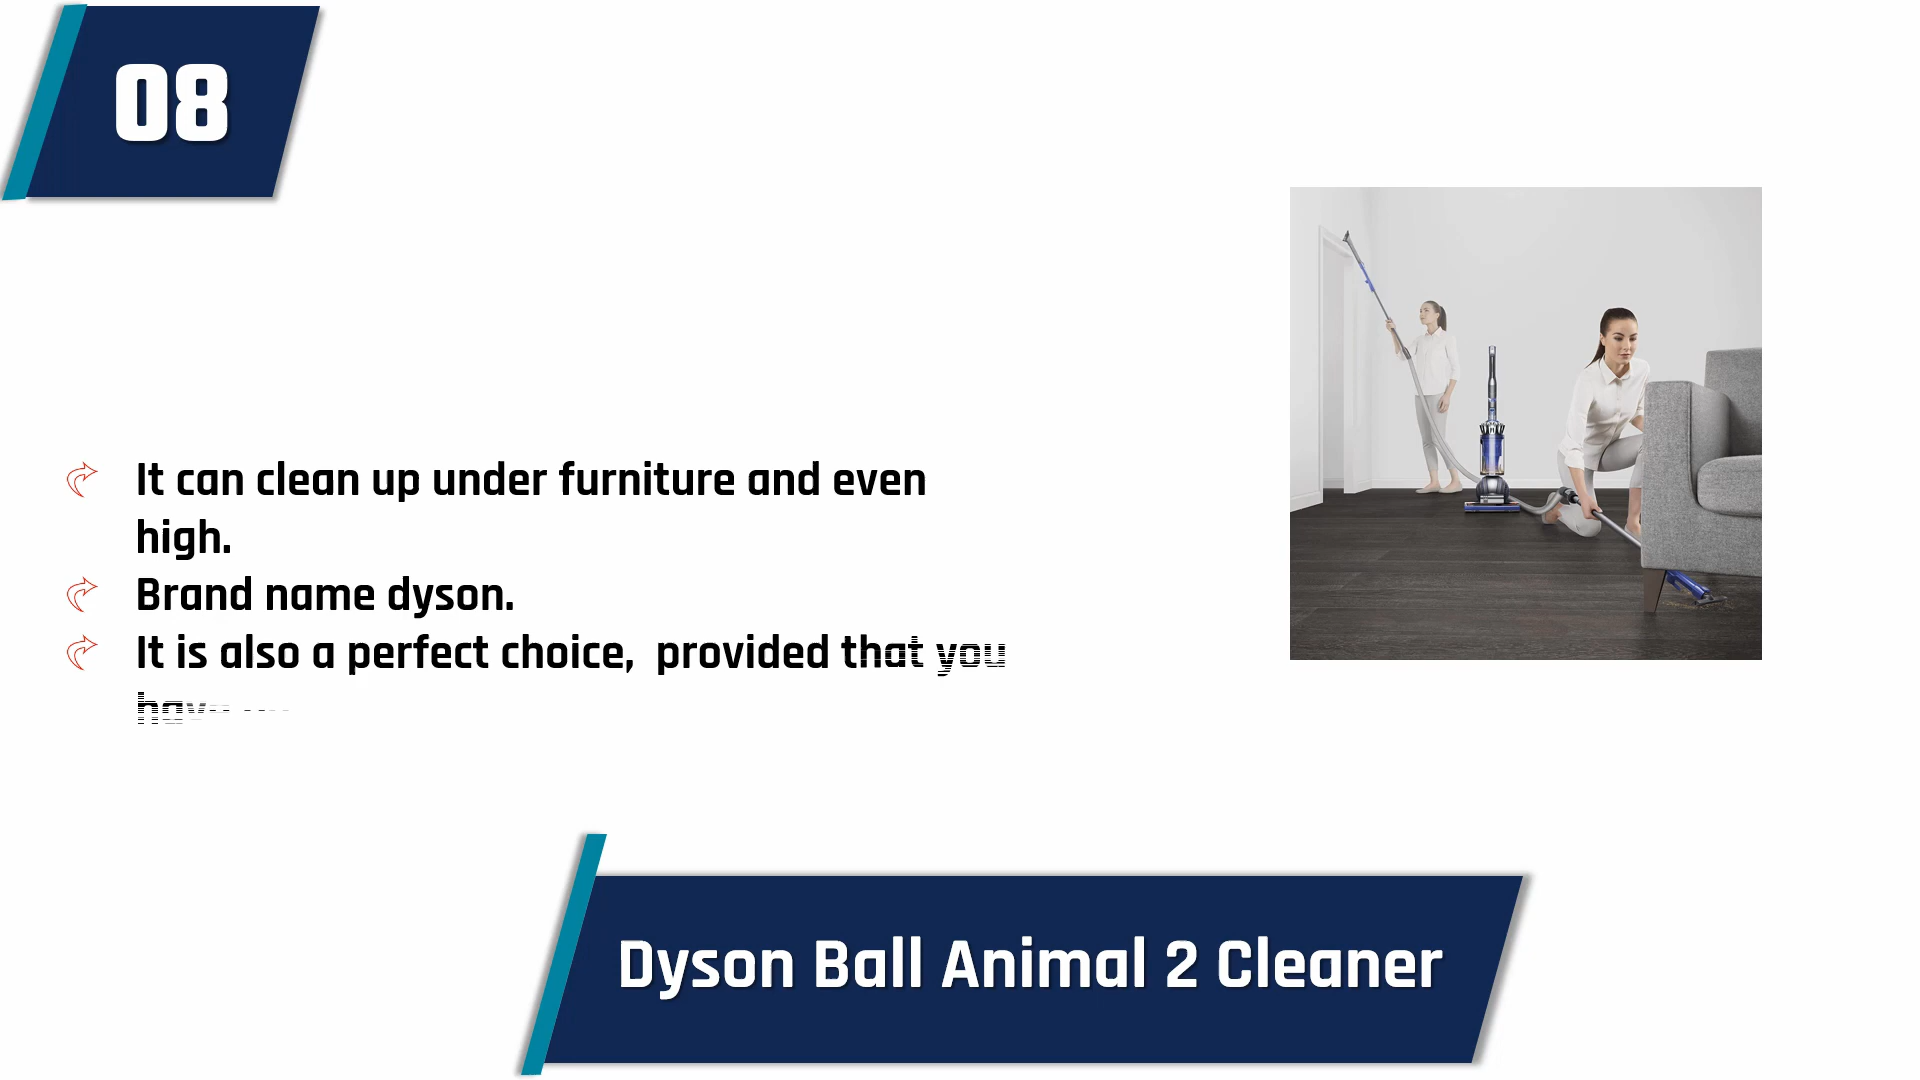 08
It can clean up under furniture and even
high.
Brand name dyson.
It is also a perfect choice, provided that you
have
Dyson Ball Animal 2 Cleaner